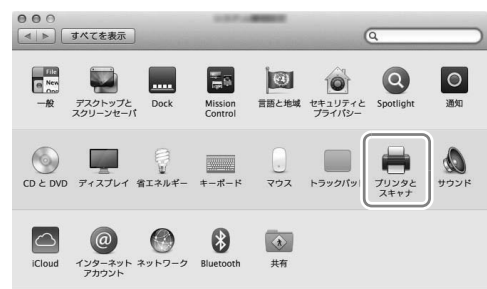 すべてを表示
File
New
一般
デスクトップと
スクリーンセーバ
Dock
Mission
Control
言語と地域
セキュリティと
プライバシー
Spotlight
通知
CD と DVD
ディスプレイ
省エネルギー
キーボード
マウス
トラックパッド
プリンタと
スキャナ
サウンド
iCloud
@
インターネット
アカウント
ネットワーク
Bluetooth
共有